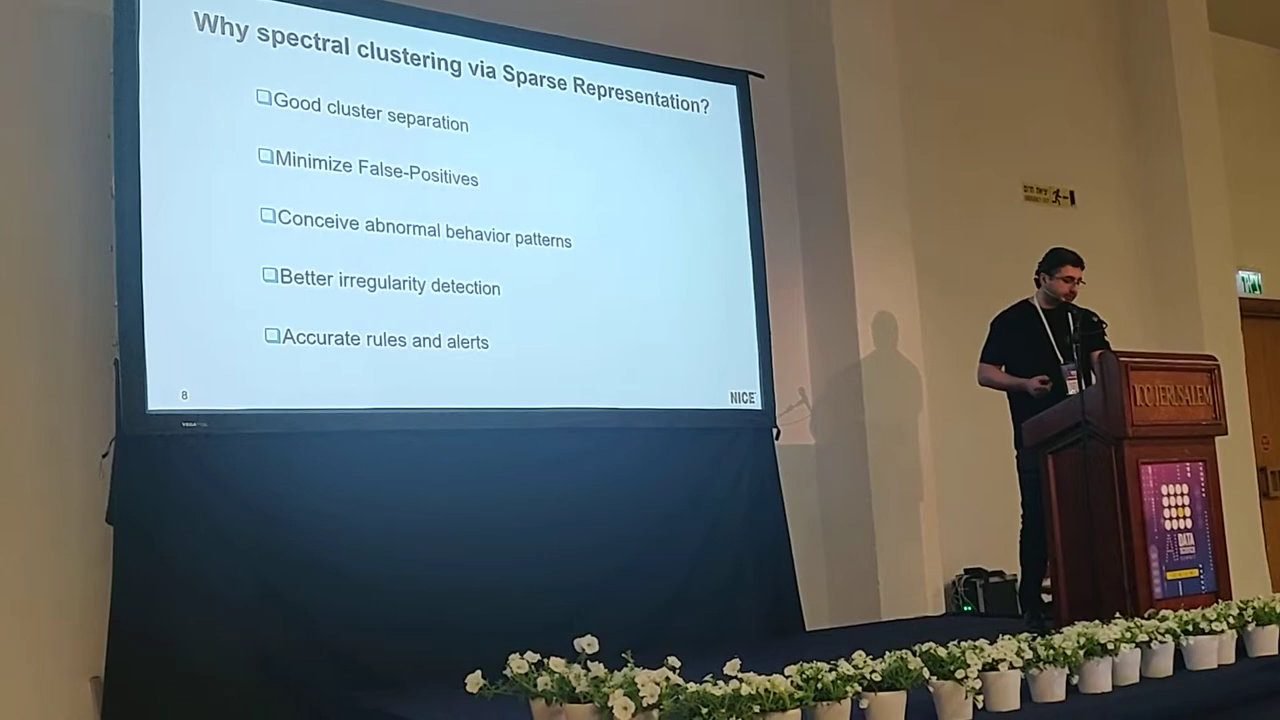 Why spectral clustering via Sparse Representation?
Good cluster separation
Minimize False-Positives
Conceive abnormal behavior patterns
Better irregularity detection
Accurate rules and alerts
8
NICE
ICC JERUSALEM
AI
DATA